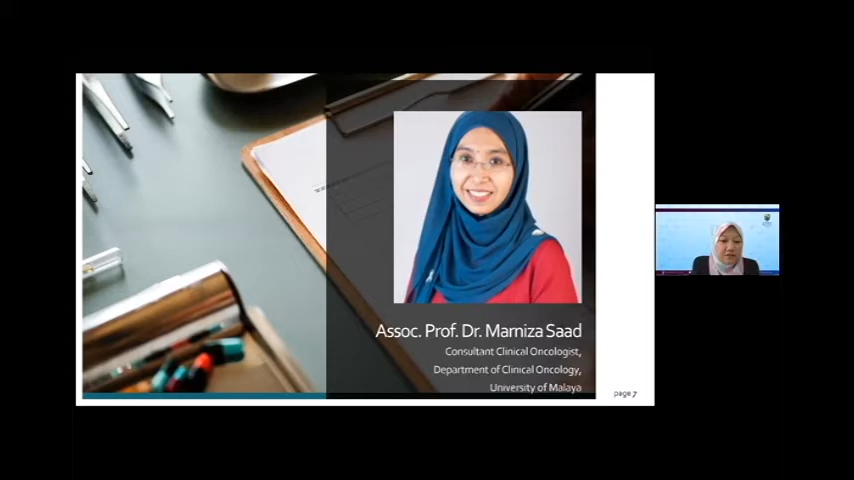 Assoc. Prof. Dr. Marniza Saad
Consultant Clinical Oncologist,
Department of Clinical Oncology,
University of Malaya
page 7